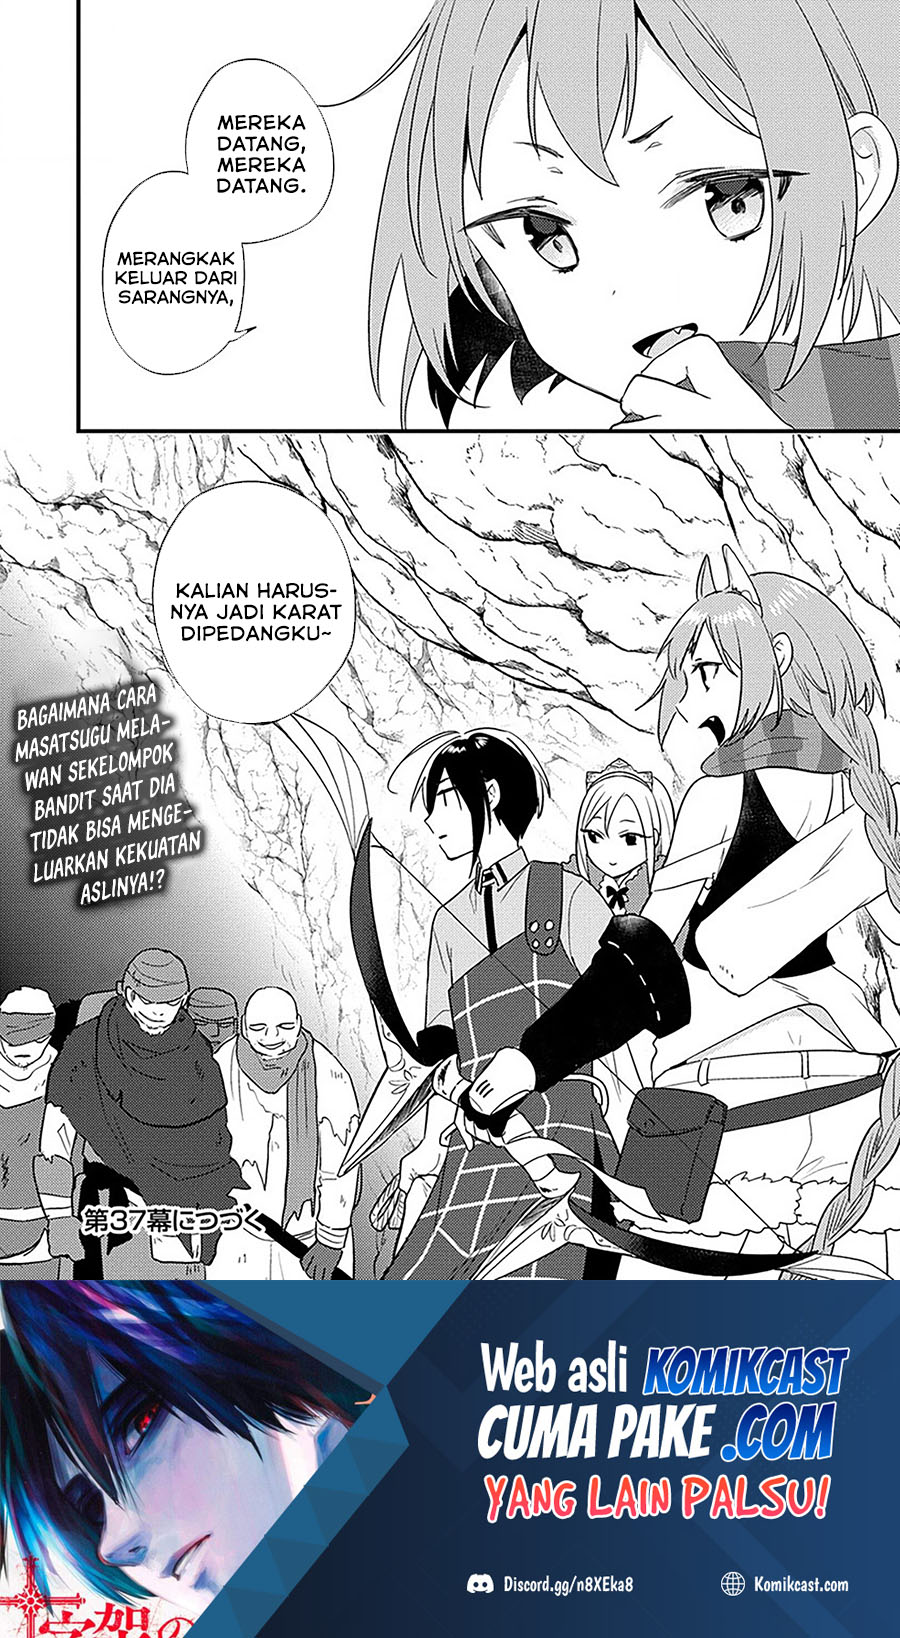 MEREKA
DATANG,
MEREKA
DATANG.
MERANGKAK
KELUAR DARI
SARANGNYA,
KALIAN HARUS-
NYA JADI KARAT
DIPEDANGKU~
BAGAIMANA CARA
MASATSUGU MELA-
WAN SEKELOMPOK
BANDIT SAAT DIA
TIDAK BISA MENGE-
LUARKAN KEKUATAN
ASLINYA!?
第37幕につづく
Web asli KOMIKCAST
CUMA PAKE .COM
YANG LAIN PALSU!
Discord.gg/n8XEka8
Komikcast.com